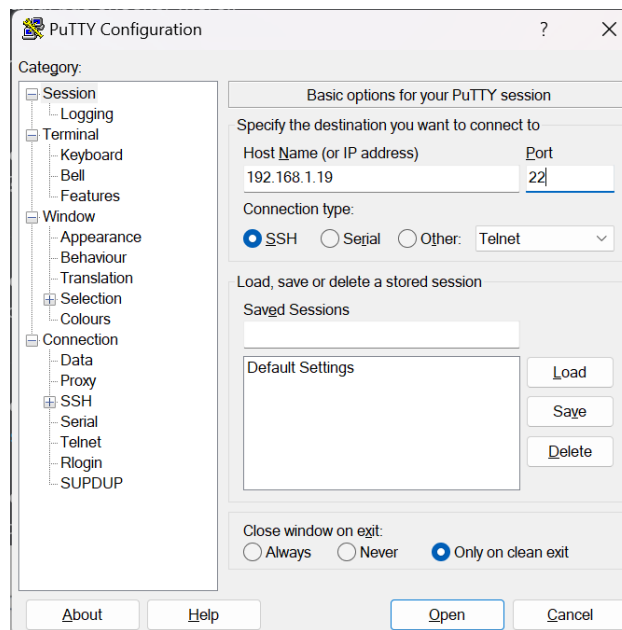 PuTTY Configuration
?
Category:
Session
Logging
Terminal
Keyboard
Bell
Features
Window
Appearance
Behaviour
Translation
Selection
Colours
Connection
Data
Proxy
SSH
Serial
Telnet
Rlogin
SUPDUP
Basic options for your PuTTY session
Specify the destination you want to connect to
Host Name (or IP address) Port
192.168.1.19 22
Connection type:
SSH Serial Other: Telnet
Load, save or delete a stored session
Saved Sessions
Default Settings
Load
Save
Delete
Close window on exit:
Always Never Only on clean exit
About Help Open Cancel